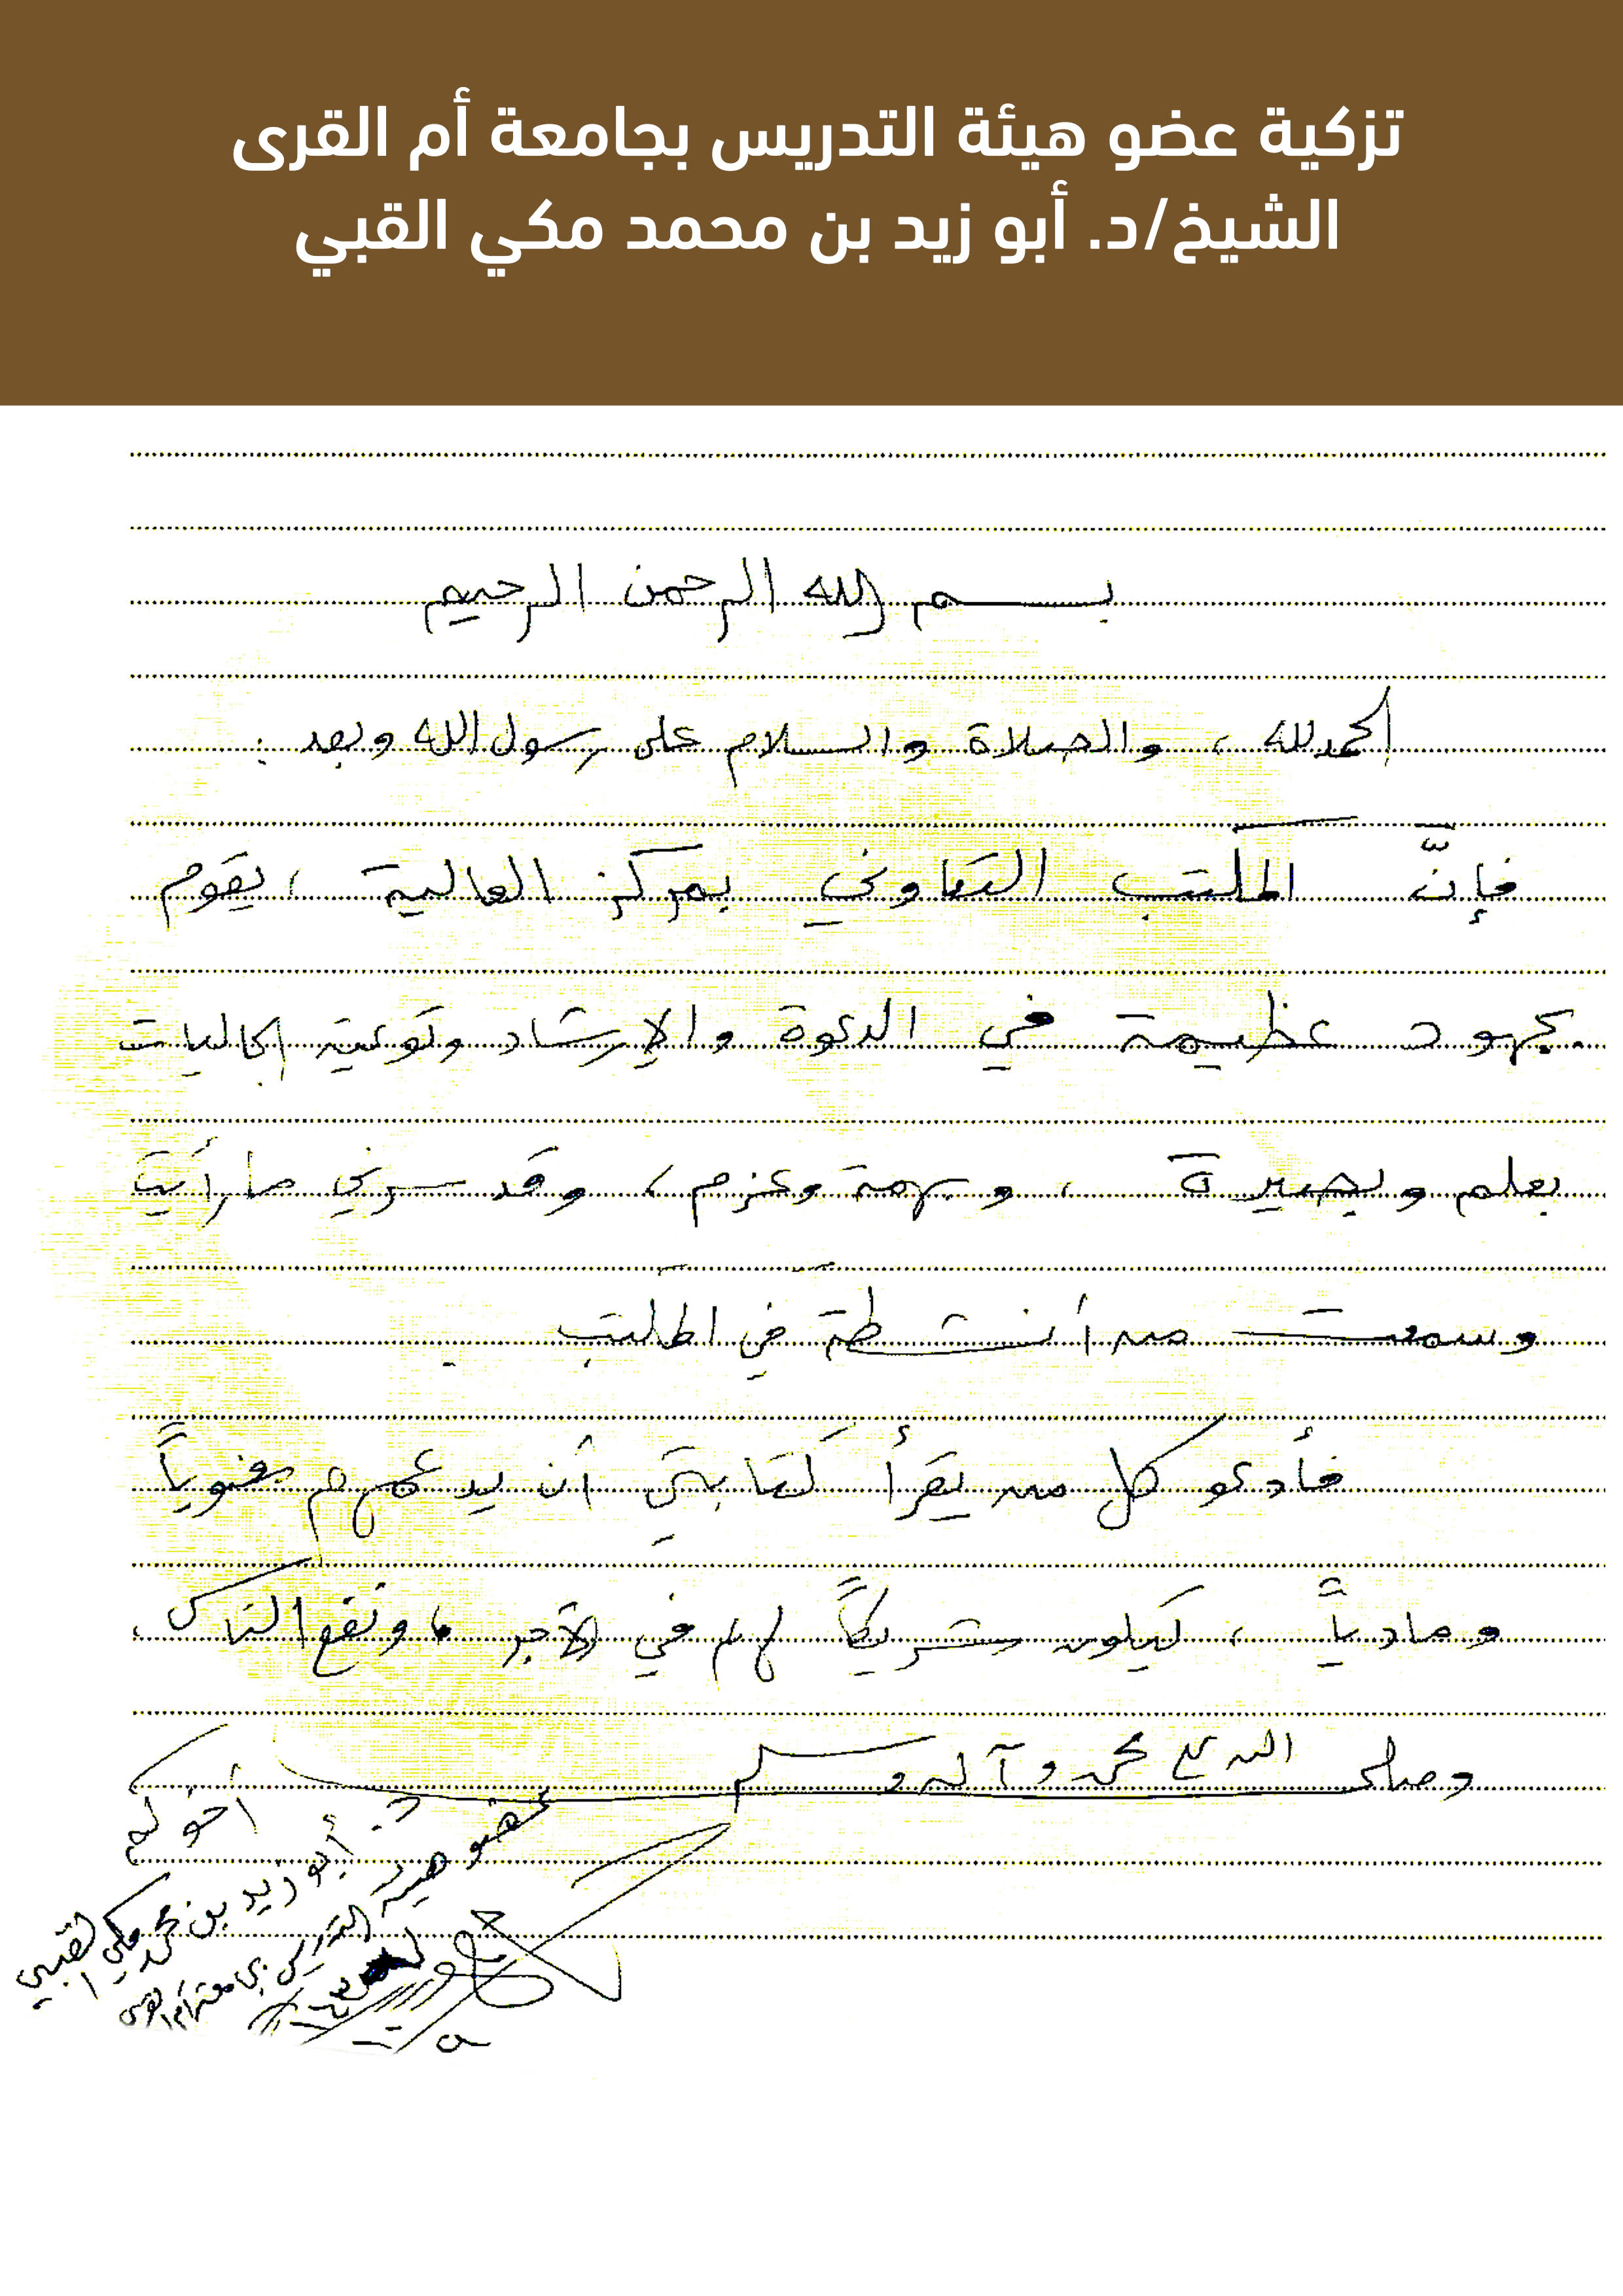 تزكية عضو هيئة التدريس بجامعة أم القرى
الشيخ/د. أبو زيد بن محمد مكي القبي
بسم الله الرحمن الرحيم
الحمد لله ، والصلاة والسلام على رسول الله وبعد :
فإنّ المكتب التعاوني بمركز العالية ، يقوم
بجهود عظيمة في الدعوة والإرشاد وتوعية الجاليات
بعلم وبصيرة ، وبهمة وعزم ، وقد سرني ما رأيت
وسمعت من أنشطة في المكتب .
فأدعو كل من يقرأ كتابتي أن يدعمهم معنوياً
ومادياً ، ليكون شريكاً لهم في الأجر ، ونفع الناس .
وصلى الله على محمد وآله وسلم
أخوكم
د. أبو زيد بن محمد مكي القبي
عضو هيئة التدريس بجامعة أم القرى